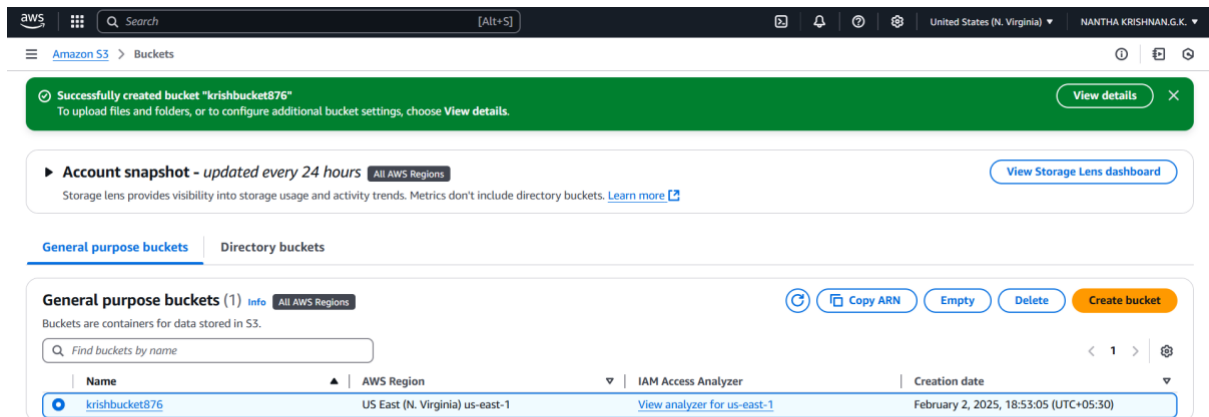 aws Search [Alt+S] United States (N. Virginia) ▼ NANTHA KRISHNAN.G.K. ▼
Amazon S3 > Buckets
Successfully created bucket "krishbucket876"
To upload files and folders, or to configure additional bucket settings, choose View details.
View details
Account snapshot - updated every 24 hours All AWS Regions
Storage lens provides visibility into storage usage and activity trends. Metrics don't include directory buckets. Learn more
View Storage Lens dashboard
General purpose buckets Directory buckets
General purpose buckets (1) Info All AWS Regions
Copy ARN Empty Delete Create bucket
Buckets are containers for data stored in S3.
Find buckets by name
1
Name AWS Region IAM Access Analyzer Creation date
krishbucket876 US East (N. Virginia) us-east-1 View analyzer for us-east-1 February 2, 2025, 18:53:05 (UTC+05:30)